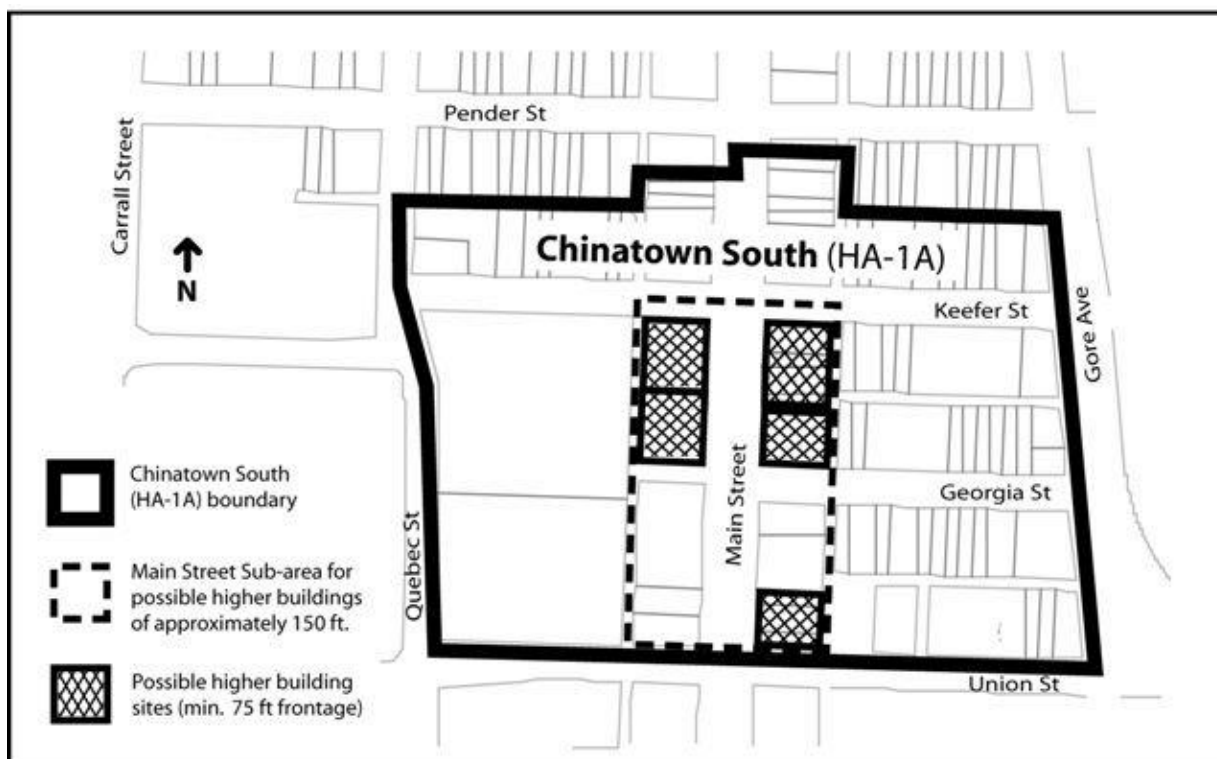 Pender St
Carrall Street
N
Chinatown South (HA-1A)
Keefer St
Gore Ave
Main Street
Georgia St
Quebec St
Union St
Chinatown South
(HA-1A) boundary
Main Street Sub-area for
possible higher buildings
of approximately 150 ft.
Possible higher building
sites (min. 75 ft frontage)